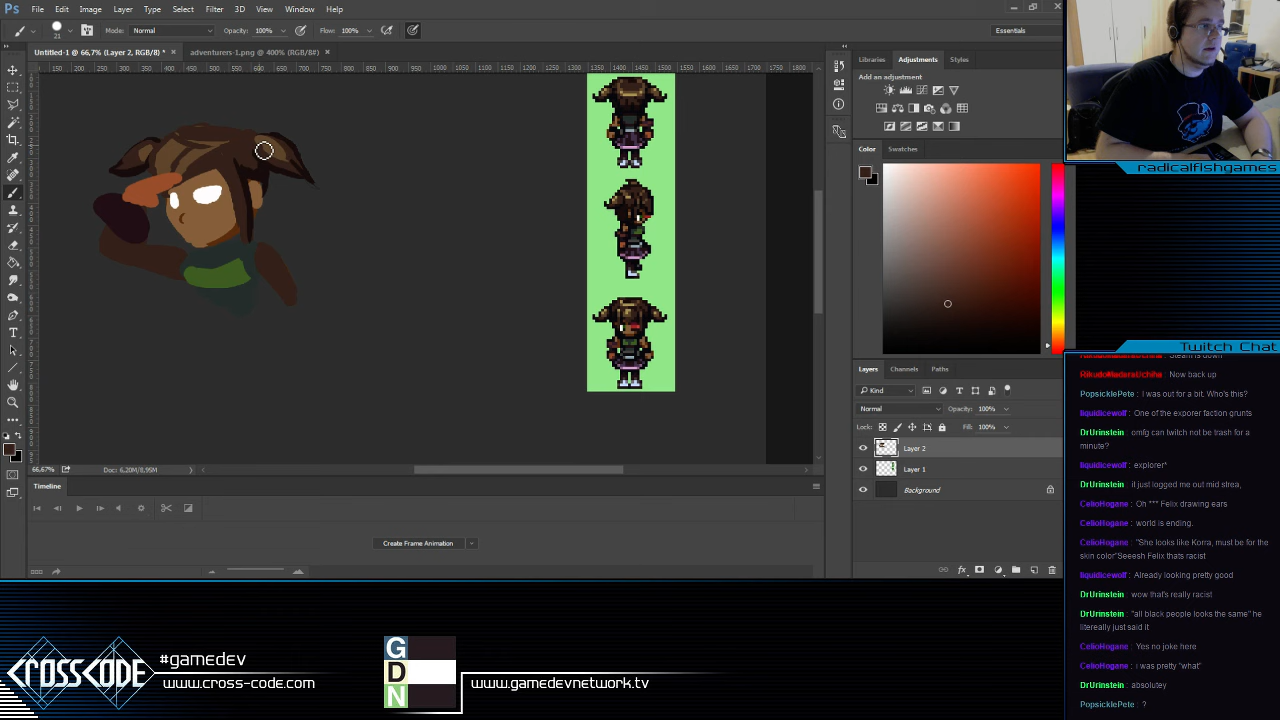 Ps File Edit Image Layer Type Select Filter 3D View Window Help
21 Mode: Normal Opacity: 100% Flow: 100% Essentials
Untitled-1 @ 66,7% (Layer 2, RGB/8) * × adventurers-1.png @ 400% (RGB/8#) ×
Libraries Adjustments Styles
Add an adjustment
Color Swatches
Layers Channels Paths
Kind
Normal Opacity: 100%
Lock: Fill: 100%
Layer 2
Layer 1
Background
66,67% Doc: 6,20M/8,95M
Timeline
Create Frame Animation
radicalfishgames
Twitch Chat
RikudoMadaraUchiha : Steam is down
RikudoMadaraUchiha : Now back up
PopsicklePete : I was out for a bit. Who's this?
liquidicewolf : One of the exporer faction grunts
DrUrinstein : omfg can twitch not be trash for a
minute?
liquidicewolf : explorer*
DrUrinstein : it just logged me out mid strea,
CelioHogane : Oh *** Felix drawing ears
CelioHogane : world is ending.
CelioHogane : "She looks like Korra, must be for the
skin color"Seeesh Felix thats racist
liquidicewolf : Already looking pretty good
DrUrinstein : wow that's really racist
DrUrinstein : "all black people looks the same" he
litereally just said it
CelioHogane : Yes no joke here
CelioHogane : i was pretty "what"
DrUrinstein : absolutey
PopsicklePete : ?
CROSSCODE
#gamedev
www.cross-code.com
G
D
N
www.gamedevnetwork.tv